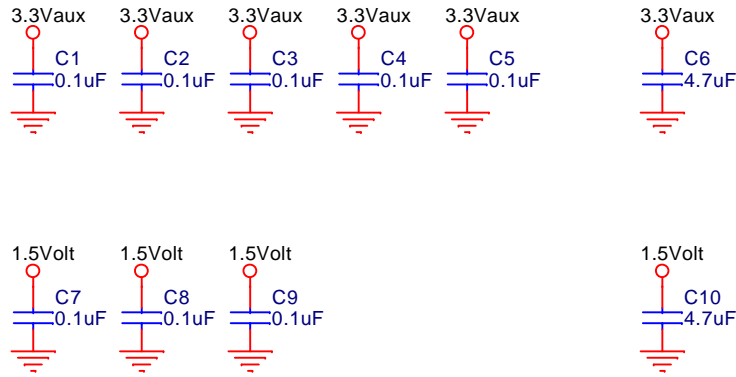 3.3Vaux 3.3Vaux 3.3Vaux 3.3Vaux 3.3Vaux 3.3Vaux
C1 C2 C3 C4 C5 C6
0.1uF 0.1uF 0.1uF 0.1uF 0.1uF 4.7uF
1.5Volt 1.5Volt 1.5Volt 1.5Volt
C7 C8 C9 C10
0.1uF 0.1uF 0.1uF 4.7uF